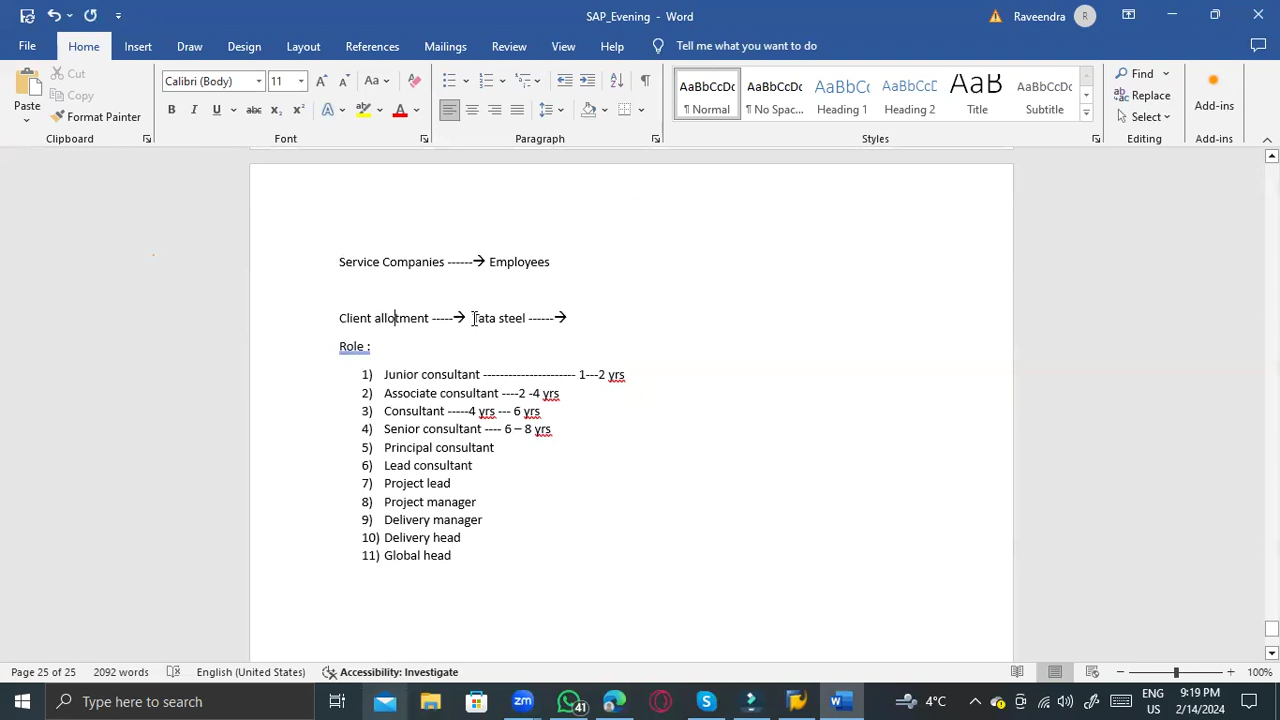 SAP_Evening - Word
Raveendra R
File Home Insert Draw Design Layout References Mailings Review View Help Tell me what you want to do
Paste
Cut
Copy
Format Painter
Clipboard
Calibri (Body) 11
Font
Paragraph
AaBbCcDc AaBbCcDc AaBbC AaBbCcD AaB AaBbCcD
¶ Normal ¶ No Spac... Heading 1 Heading 2 Title Subtitle
Styles
Find
Replace
Select
Editing
Add-ins
Add-ins
Service Companies ------→ Employees
Client allotment -----→ Tata steel ------→
Role :
1) Junior consultant ---------------------- 1---2 yrs
2) Associate consultant ----2 -4 yrs
3) Consultant -----4 yrs --- 6 yrs
4) Senior consultant ---- 6 – 8 yrs
5) Principal consultant
6) Lead consultant
7) Project lead
8) Project manager
9) Delivery manager
10) Delivery head
11) Global head
Page 25 of 25 2092 words English (United States) Accessibility: Investigate 100%
Type here to search
41
4°C
ENG
US
9:19 PM
2/14/2024